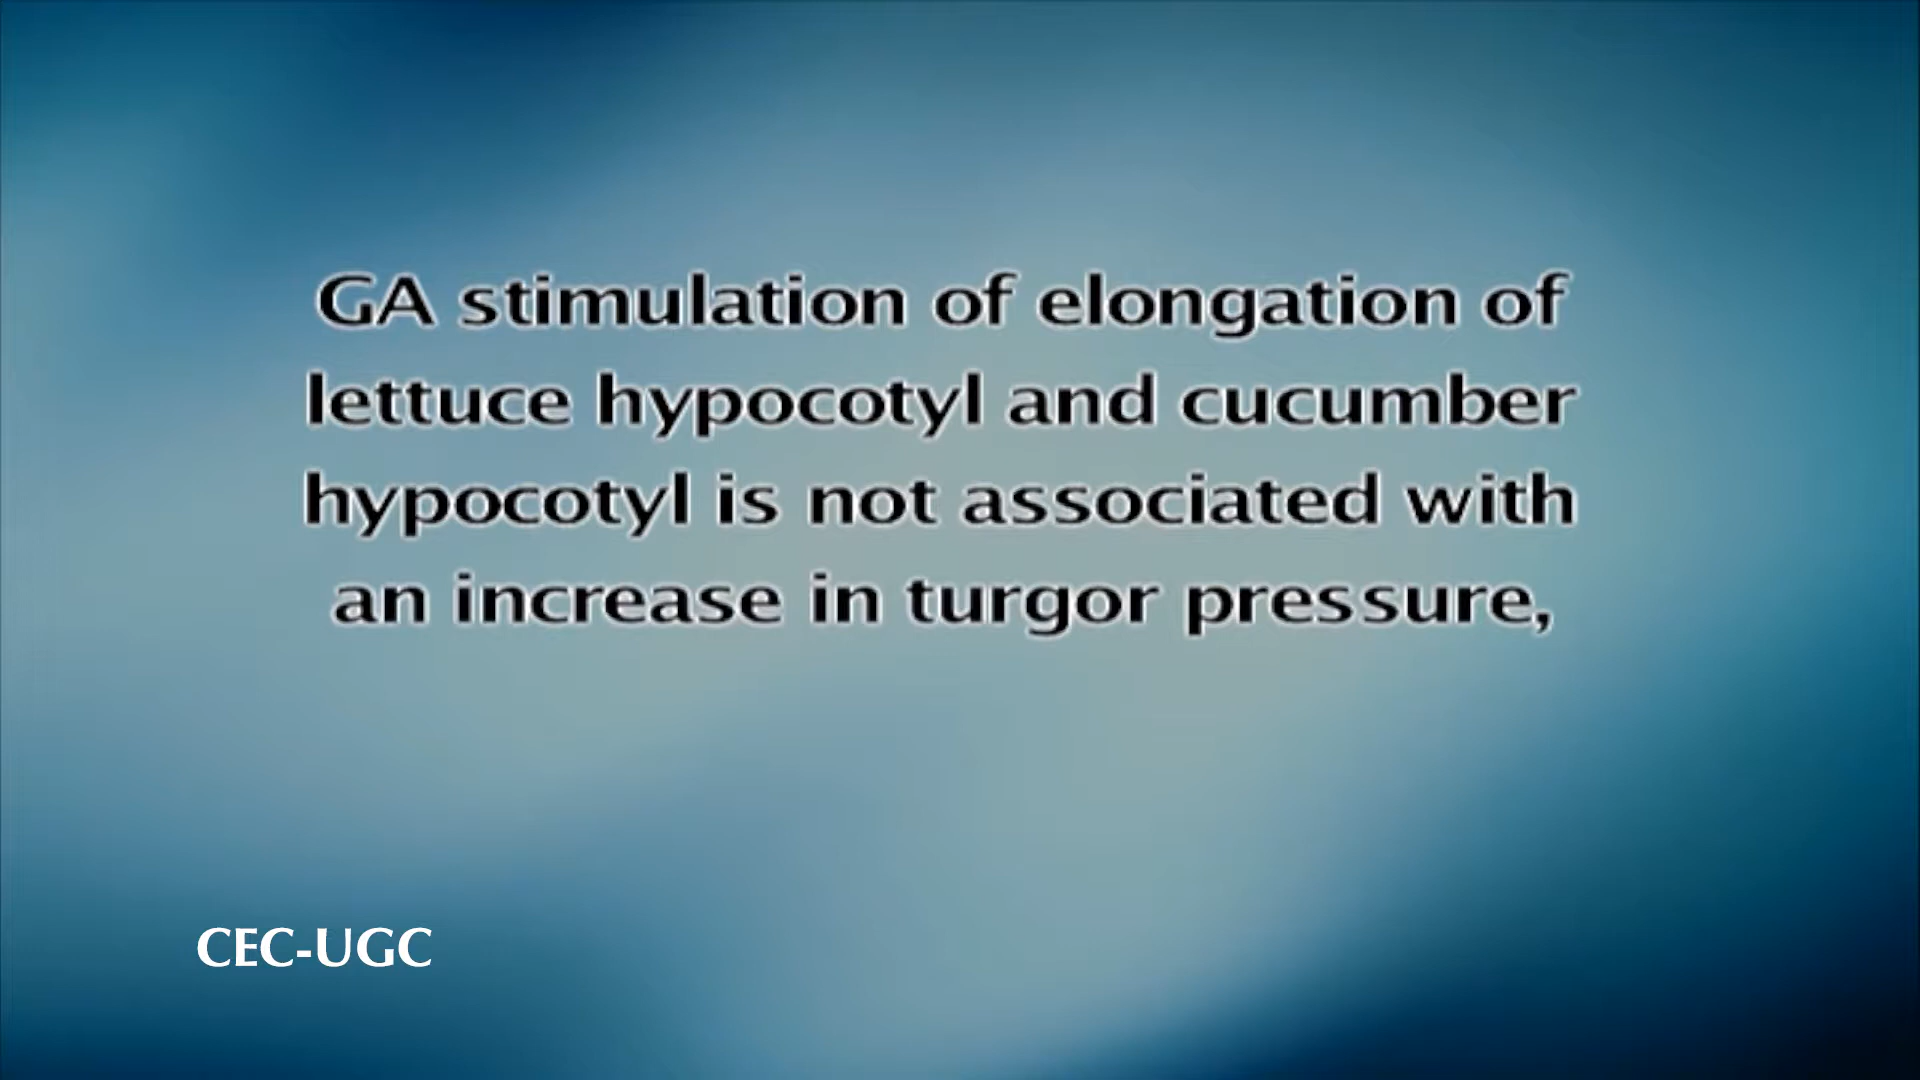 GA stimulation of elongation of
lettuce hypocotyl and cucumber
hypocotyl is not associated with
an increase in turgor pressure,
CEC-UGC